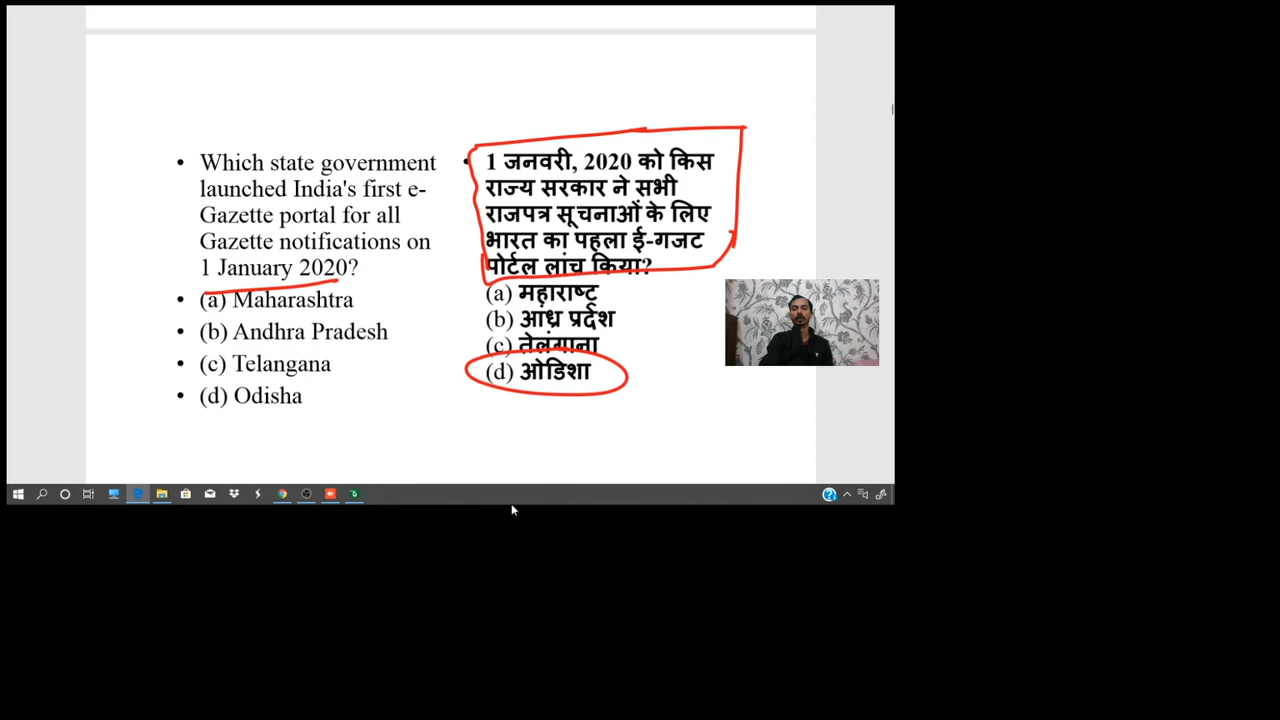 Which state government
launched India's first e-
Gazette portal for all
Gazette notifications on
1 January 2020?
(a) Maharashtra
(b) Andhra Pradesh
(c) Telangana
(d) Odisha
1 जनवरी, 2020 को किस
राज्य सरकार ने सभी
राजपत्र सूचनाओं के लिए
भारत का पहला ई-गजट
पोर्टल लांच किया?
(a) महाराष्ट्र
(b) आंध्र प्रदेश
(c) तेलंगाना
(d) ओडिशा